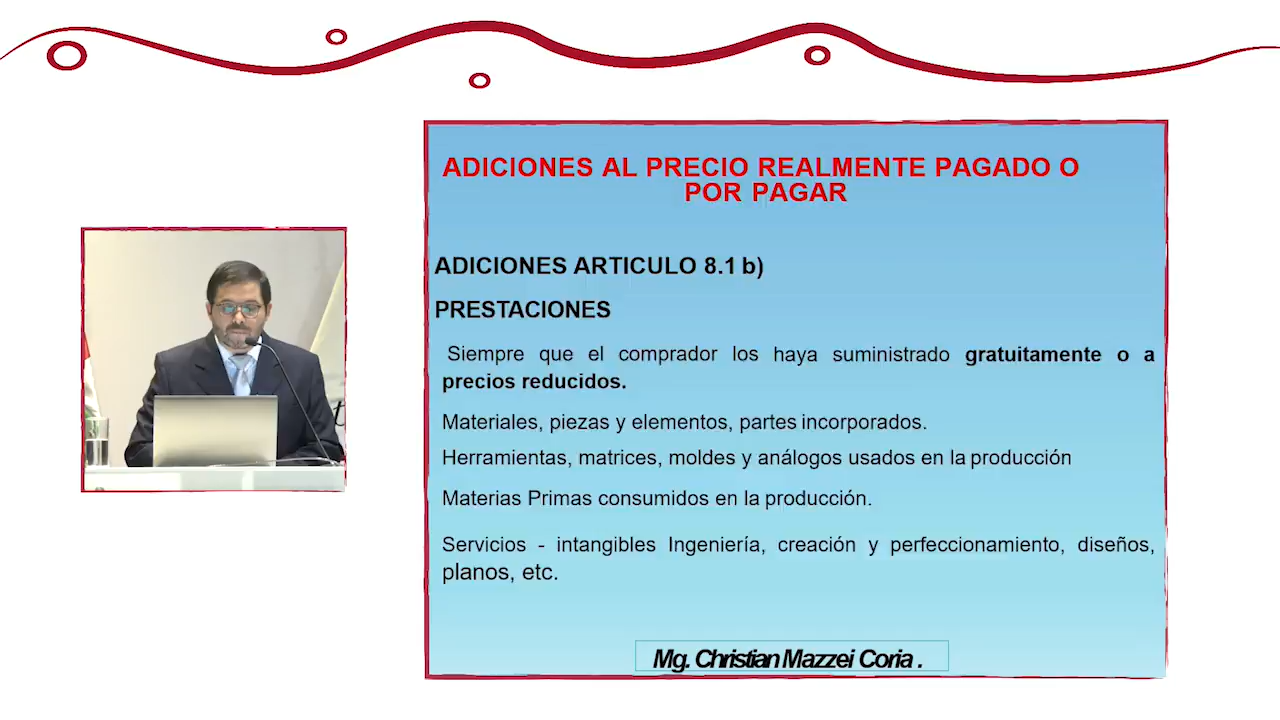 ADICIONES AL PRECIO REALMENTE PAGADO O
POR PAGAR
ADICIONES ARTICULO 8.1 b)
PRESTACIONES
Siempre que el comprador los haya suministrado gratuitamente o a
precios reducidos.
Materiales, piezas y elementos, partes incorporados.
Herramientas, matrices, moldes y análogos usados en la producción
Materias Primas consumidos en la producción.
Servicios - intangibles Ingeniería, creación y perfeccionamiento, diseños,
planos, etc.
Mg. Christian Mazzei Coria .